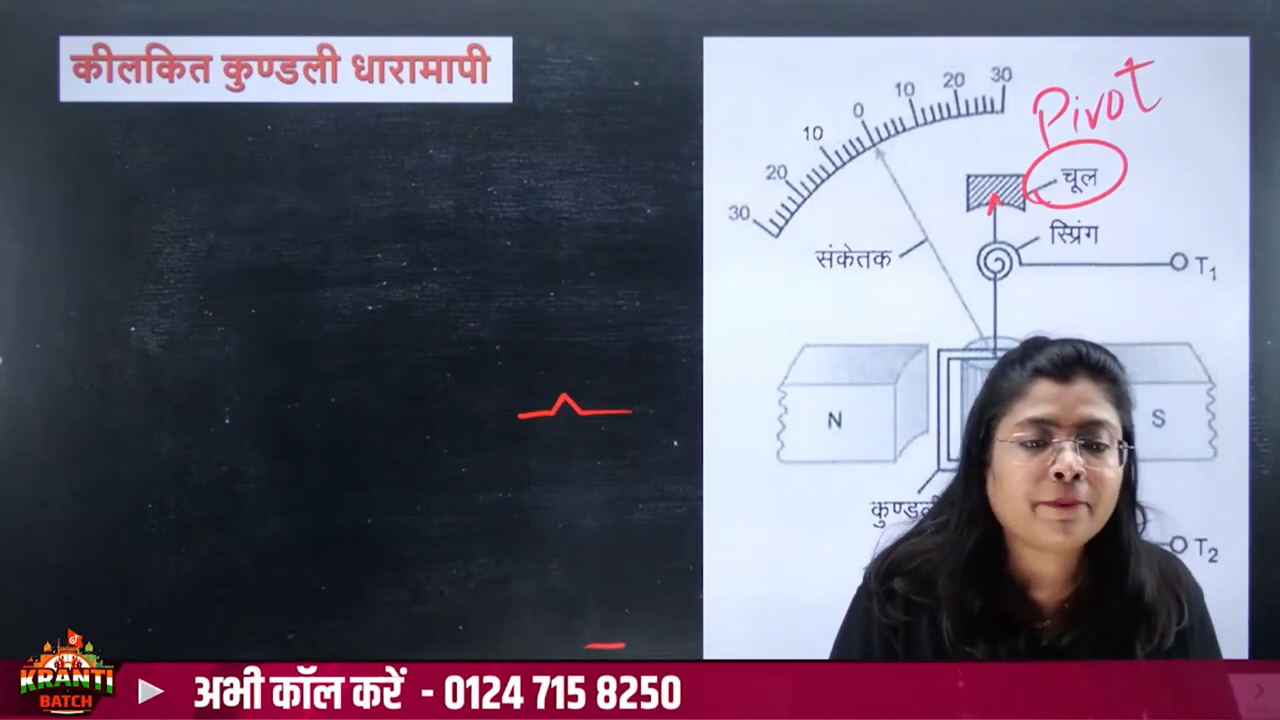 कीलकित कुण्डली धारामापी
30
20
10
0
10
20
30
Pivot
चूल
स्प्रिंग
संकेतक
T1
N
S
T2
KRANTI
BATCH
अभी कॉल करें - 0124 715 8250